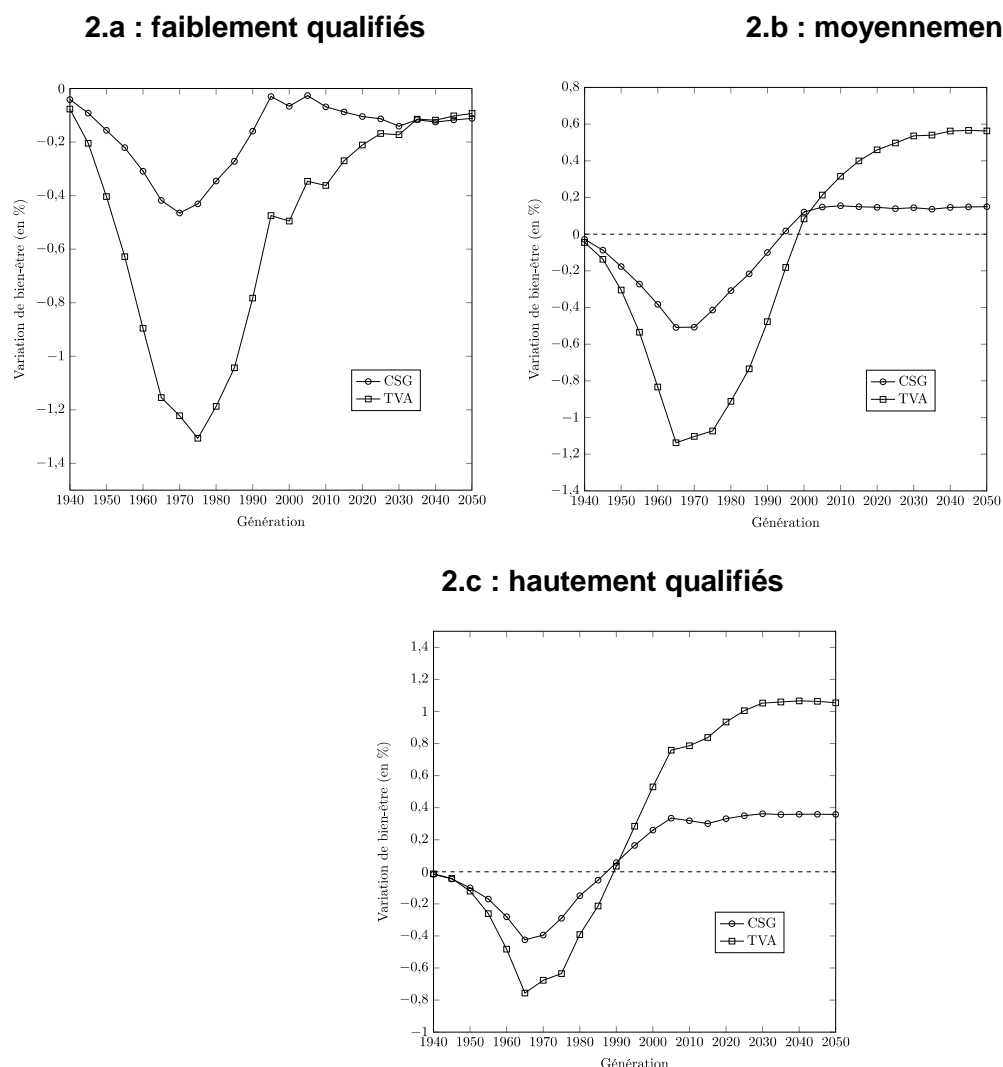 2.a : faiblement qualifiés
2.b : moyennemen
0
−0,2
−0,4
−0,6
−0,8
−1
−1,2
−1,4
Variation de bien-être (en %)
CSG
TVA
1940 1950 1960 1970 1980 1990 2000 2010 2020 2030 2040 2050
Génération
0,8
0,6
0,4
0,2
0
−0,2
−0,4
−0,6
−0,8
−1
−1,2
−1,4
Variation de bien-être (en %)
CSG
TVA
1940 1950 1960 1970 1980 1990 2000 2010 2020 2030 2040 2050
Génération
2.c : hautement qualifiés
1,4
1,2
1
0,8
0,6
0,4
0,2
0
−0,2
−0,4
−0,6
−0,8
−1
Variation de bien-être (en %)
CSG
TVA
1940 1950 1960 1970 1980 1990 2000 2010 2020 2030 2040 2050
Génération